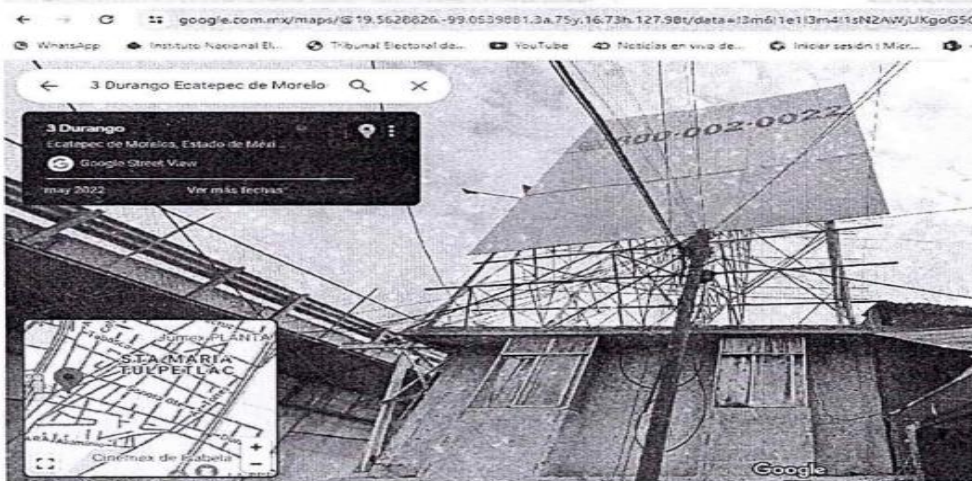 google.com.mx/maps/@19.5628826,-99.0539881,3a,75y,16.73h,127.98t/data=!3m6!1e1!3m4!1sN2AWjUXgoG5
WhatsApp Instituto Nacional El... Tribunal Electoral de... YouTube Noticias en vivo de... Iniciar sesión | Micr...
3 Durango Ecatepec de Morelo
3 Durango
Ecatepec de Morelos, Estado de Méxi...
Google Street View
may 2022 Ver más fechas
800-002-0022
Jumex PLANTA
STA MARIA
TULPETLAC
Cinemex de
Google